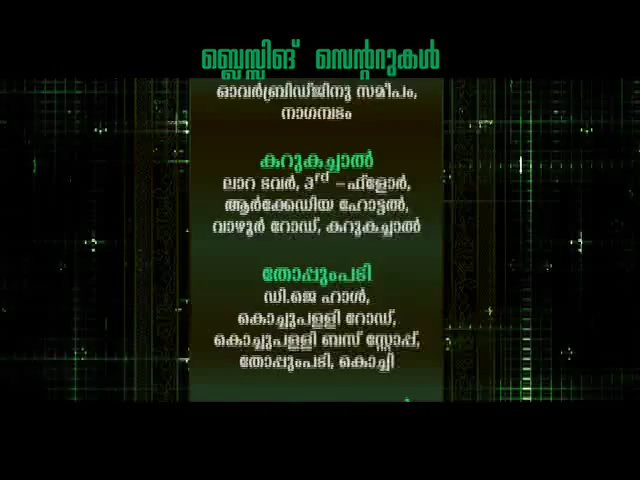 ബ്ലെസ്സിങ് സെന്ററുകൾ
ഓവർബ്രിഡ്ജിനു സമീപം,
നാഗമ്പടം
കറുകച്ചാൽ
ലാറ ടവർ, 3rd -ഫ്ളോർ,
ആർക്കേഡിയ ഹോട്ടൽ,
വാഴൂർ റോഡ്, കറുകച്ചാൽ
തോപ്പുംപടി
ഡി.ജെ ഹാൾ,
കൊച്ചുപള്ളി റോഡ്,
കൊച്ചുപള്ളി ബസ് സ്റ്റോപ്പ്,
തോപ്പുംപടി, കൊച്ചി